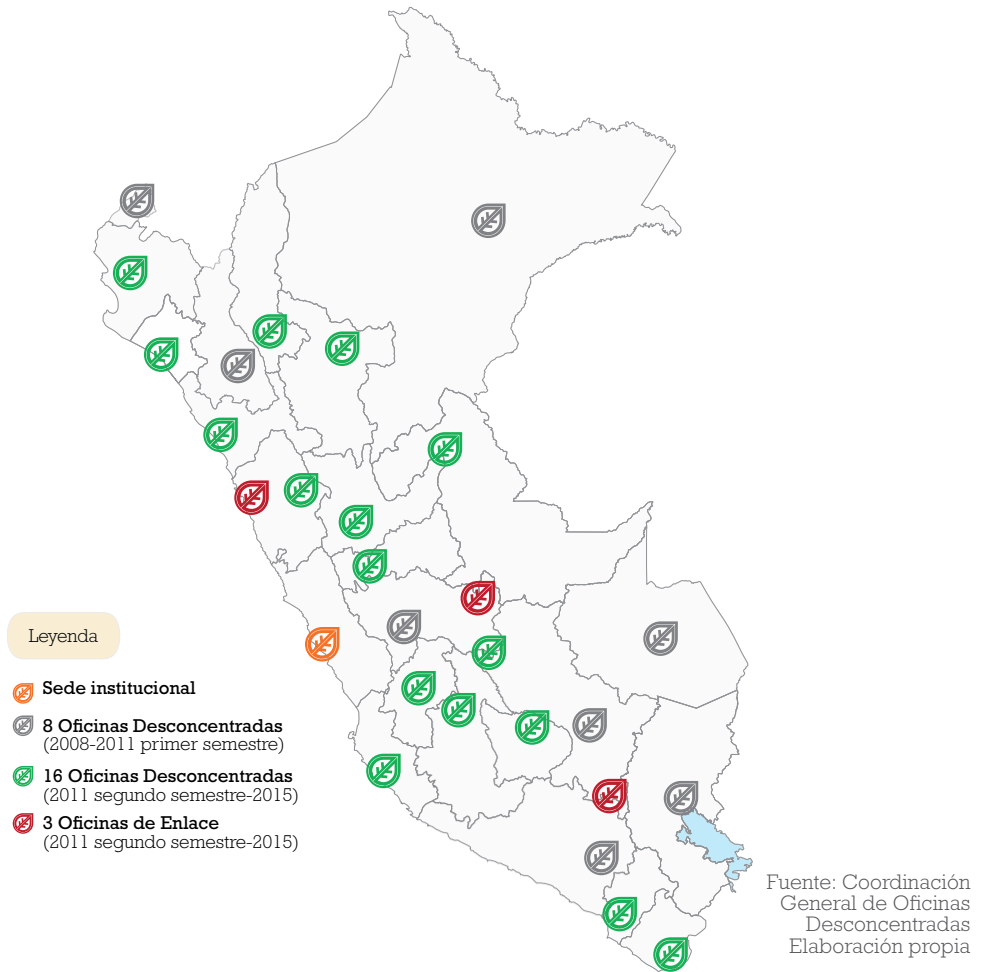 Leyenda
Sede institucional
8 Oficinas Desconcentradas
(2008-2011 primer semestre)
16 Oficinas Desconcentradas
(2011 segundo semestre-2015)
3 Oficinas de Enlace
(2011 segundo semestre-2015)
Fuente: Coordinación
General de Oficinas
Desconcentradas
Elaboración propia